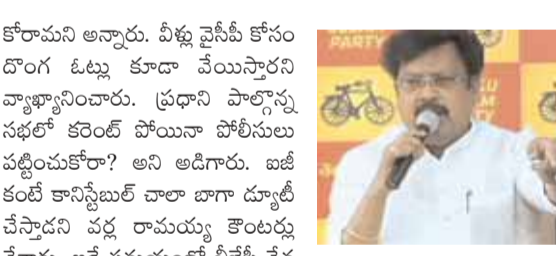 కోరామని అన్నారు. వీళ్లు వైసీపీ కోసం
దొంగ ఓట్లు కూడా వేయిస్తారని
వ్యాఖ్యానించారు. ప్రధాని పాల్గొన్న
సభలో కరెంట్ పోయినా పోలీసులు
పట్టించుకోరా? అని అడిగారు. ఐజీ
కంటే కానిస్టేబుల్ చాలా బాగా డ్యూటీ
చేస్తాడని వర్ల రామయ్య కౌంటర్లు
PARTY